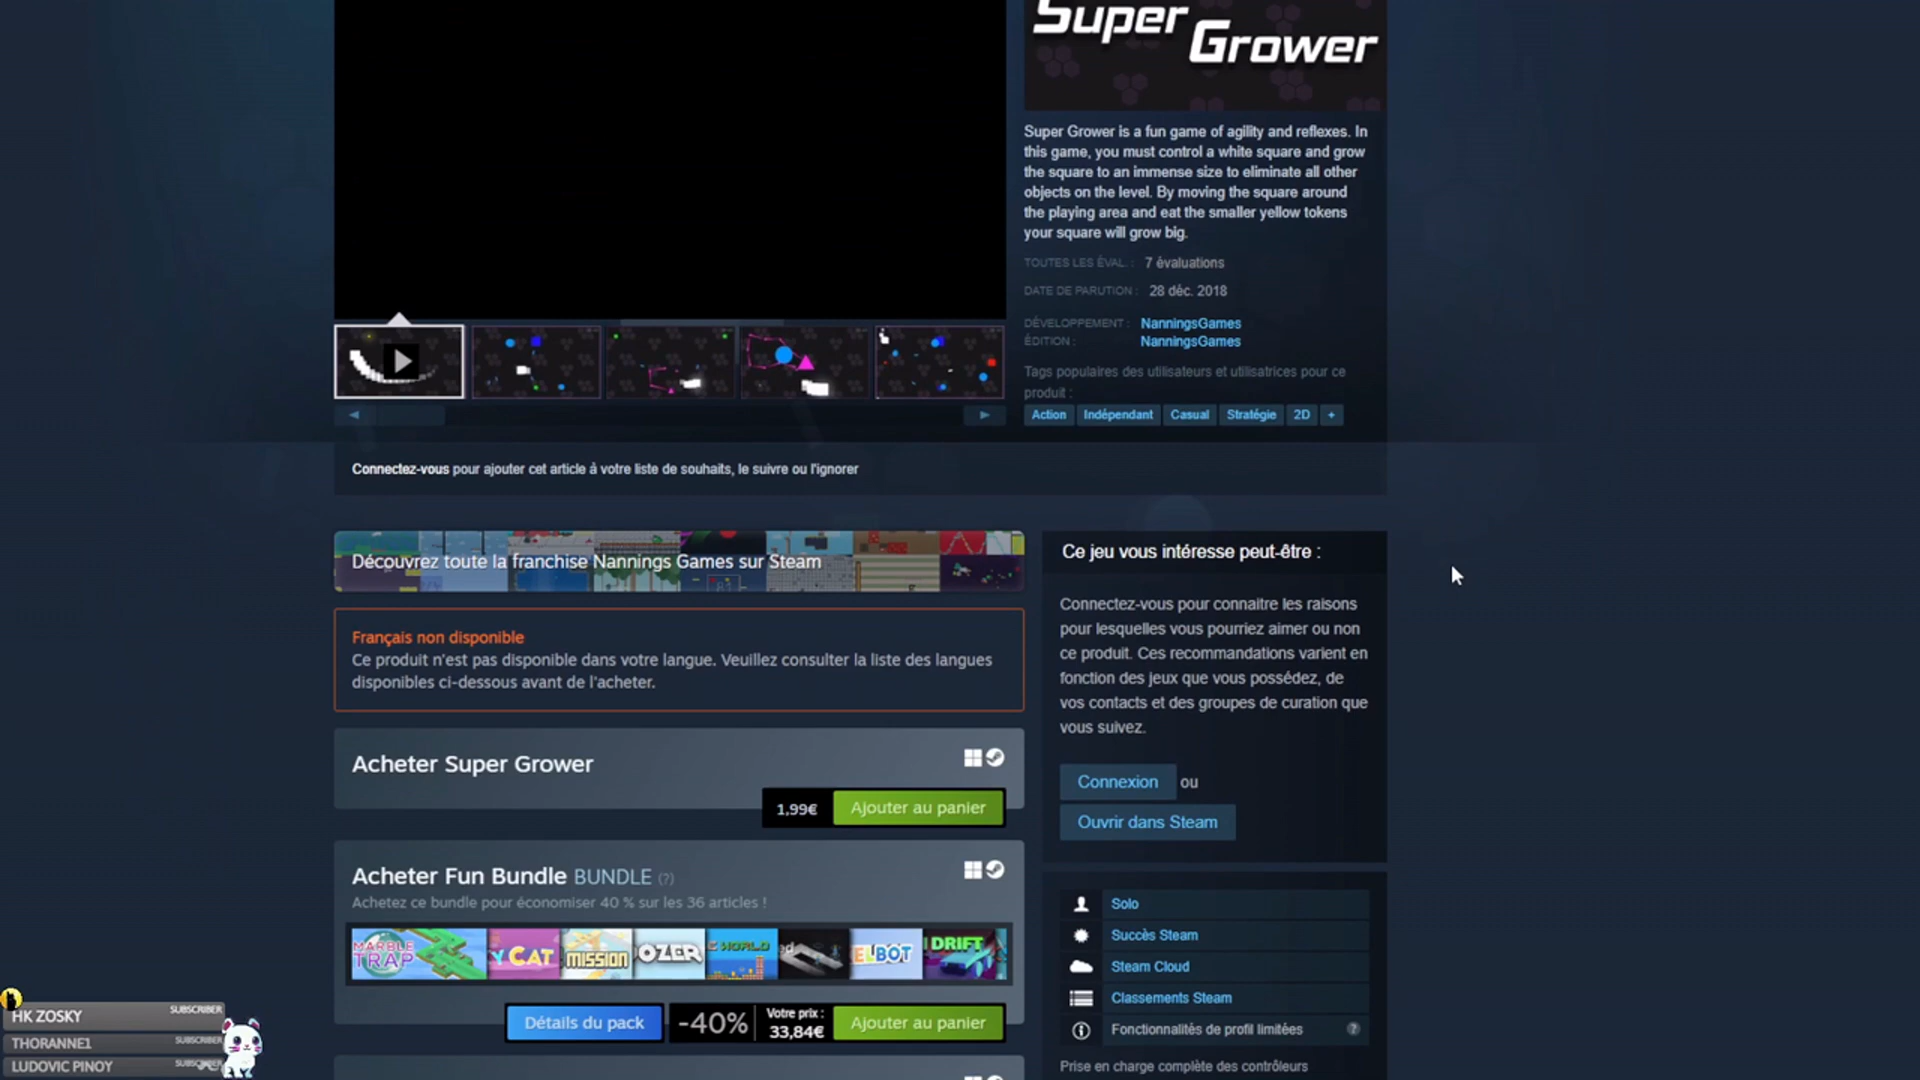 Super
Grower
Super Grower is a fun game of agility and reflexes. In
this game, you must control a white square and grow
the square to an immense size to eliminate all other
objects on the level. By moving the square around
the playing area and eat the smaller yellow tokens
your square will grow big.
TOUTES LES ÉVAL. : 7 évaluations
DATE DE PARUTION : 28 déc. 2018
DÉVELOPPEMENT : NanningsGames
ÉDITION : NanningsGames
Tags populaires des utilisateurs et utilisatrices pour ce
produit :
Action Indépendant Casual Stratégie 2D +
Connectez-vous pour ajouter cet article à votre liste de souhaits, le suivre ou l'ignorer
Découvrez toute la franchise Nannings Games sur Steam
Français non disponible
Ce produit n'est pas disponible dans votre langue. Veuillez consulter la liste des langues
disponibles ci-dessous avant de l'acheter.
Acheter Super Grower
1,99€ Ajouter au panier
Acheter Fun Bundle BUNDLE (?)
Achetez ce bundle pour économiser 40 % sur les 36 articles !
MARBLE
TRAP
Y CAT
MISSION
OZER
E WORLD
ed
ELBOT
DRIFT
Détails du pack -40% Votre prix :
33,84€ Ajouter au panier
Ce jeu vous intéresse peut-être :
Connectez-vous pour connaitre les raisons
pour lesquelles vous pourriez aimer ou non
ce produit. Ces recommandations varient en
fonction des jeux que vous possédez, de
vos contacts et des groupes de curation que
vous suivez.
Connexion ou
Ouvrir dans Steam
Solo
Succès Steam
Steam Cloud
Classements Steam
Fonctionnalités de profil limitées ?
Prise en charge complète des contrôleurs
HK ZOSKY SUBSCRIBER
THORANNE1 SUBSCRIBER
LUDOVIC PINOY